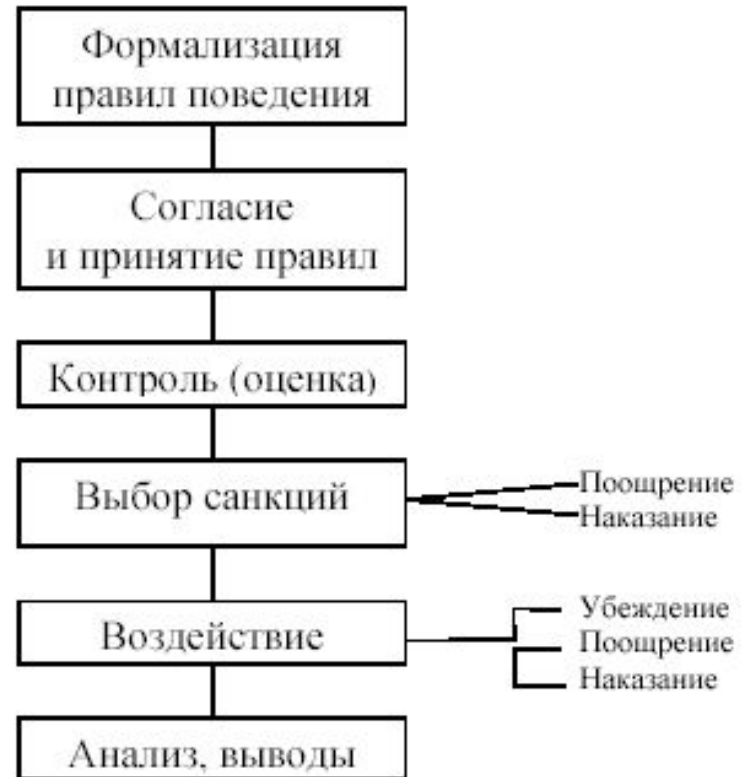 Формализация
правил поведения
Согласие
и принятие правил
Контроль (оценка)
Выбор санкций
Поощрение
Наказание
Воздействие
Убеждение
Поощрение
Наказание
Анализ, выводы